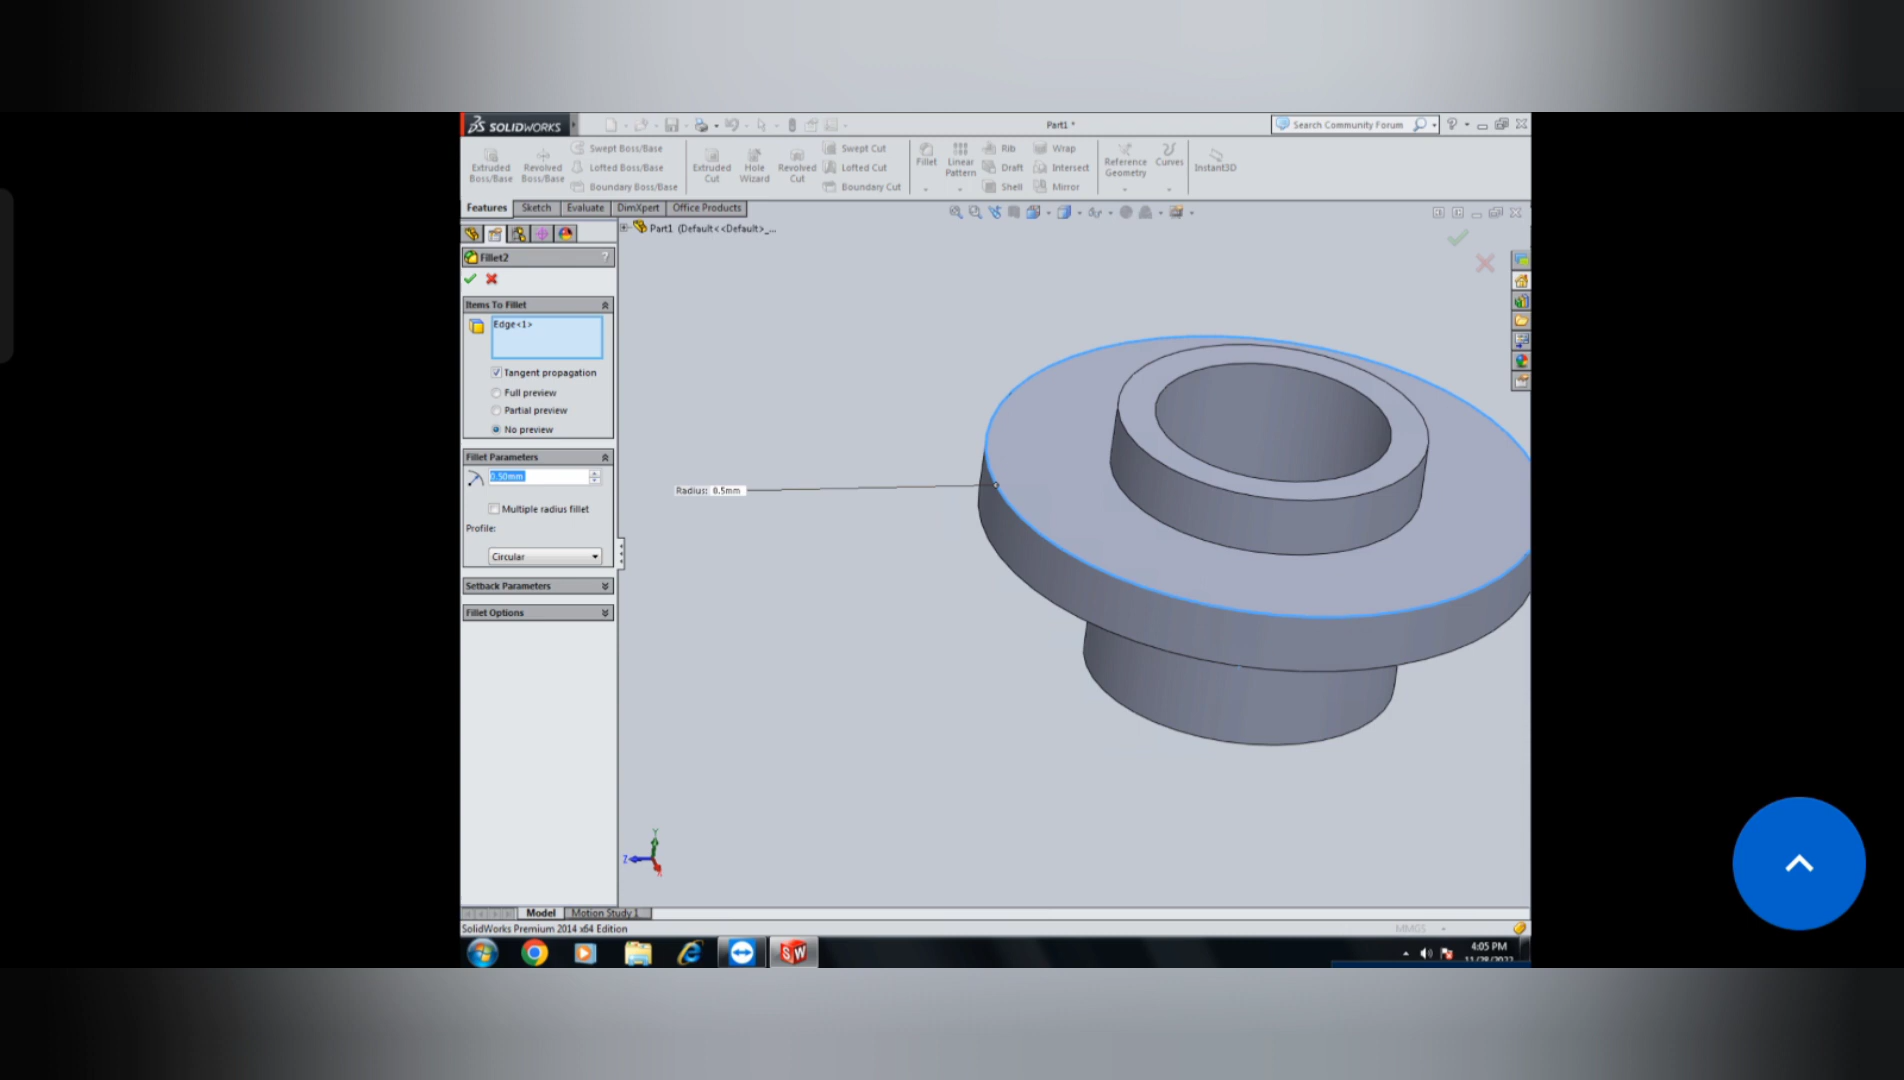 SOLIDWORKS
Part1 *
Search Community Forum
Extruded Boss/Base
Revolved Boss/Base
Swept Boss/Base
Lofted Boss/Base
Boundary Boss/Base
Extruded Cut
Hole Wizard
Revolved Cut
Swept Cut
Lofted Cut
Boundary Cut
Fillet
Linear Pattern
Rib
Draft
Shell
Wrap
Intersect
Mirror
Reference Geometry
Curves
Instant3D
Features
Sketch
Evaluate
DimXpert
Office Products
Part1 (Default<<Default>_...
Fillet2
?
Items To Fillet
Edge<1>
Tangent propagation
Full preview
Partial preview
No preview
Fillet Parameters
0.50mm
Multiple radius fillet
Profile:
Circular
Setback Parameters
Fillet Options
Radius: 0.5mm
Y
Z
X
Model
Motion Study 1
SolidWorks Premium 2014 x64 Edition
MMGS
SW
4:05 PM
11/28/2022